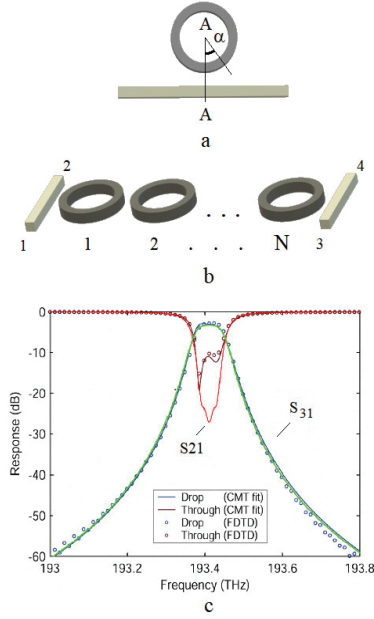 A
α
A
a
2
4
1
3
1 2 . . . N
b
0
-10
-20
-30
-40
-50
-60
Response (dB)
S21
S31
Drop (CMT fit)
Through (CMT fit)
Drop (FDTD)
Through (FDTD)
193 193.2 193.4 193.6 193.8
Frequency (THz)
c